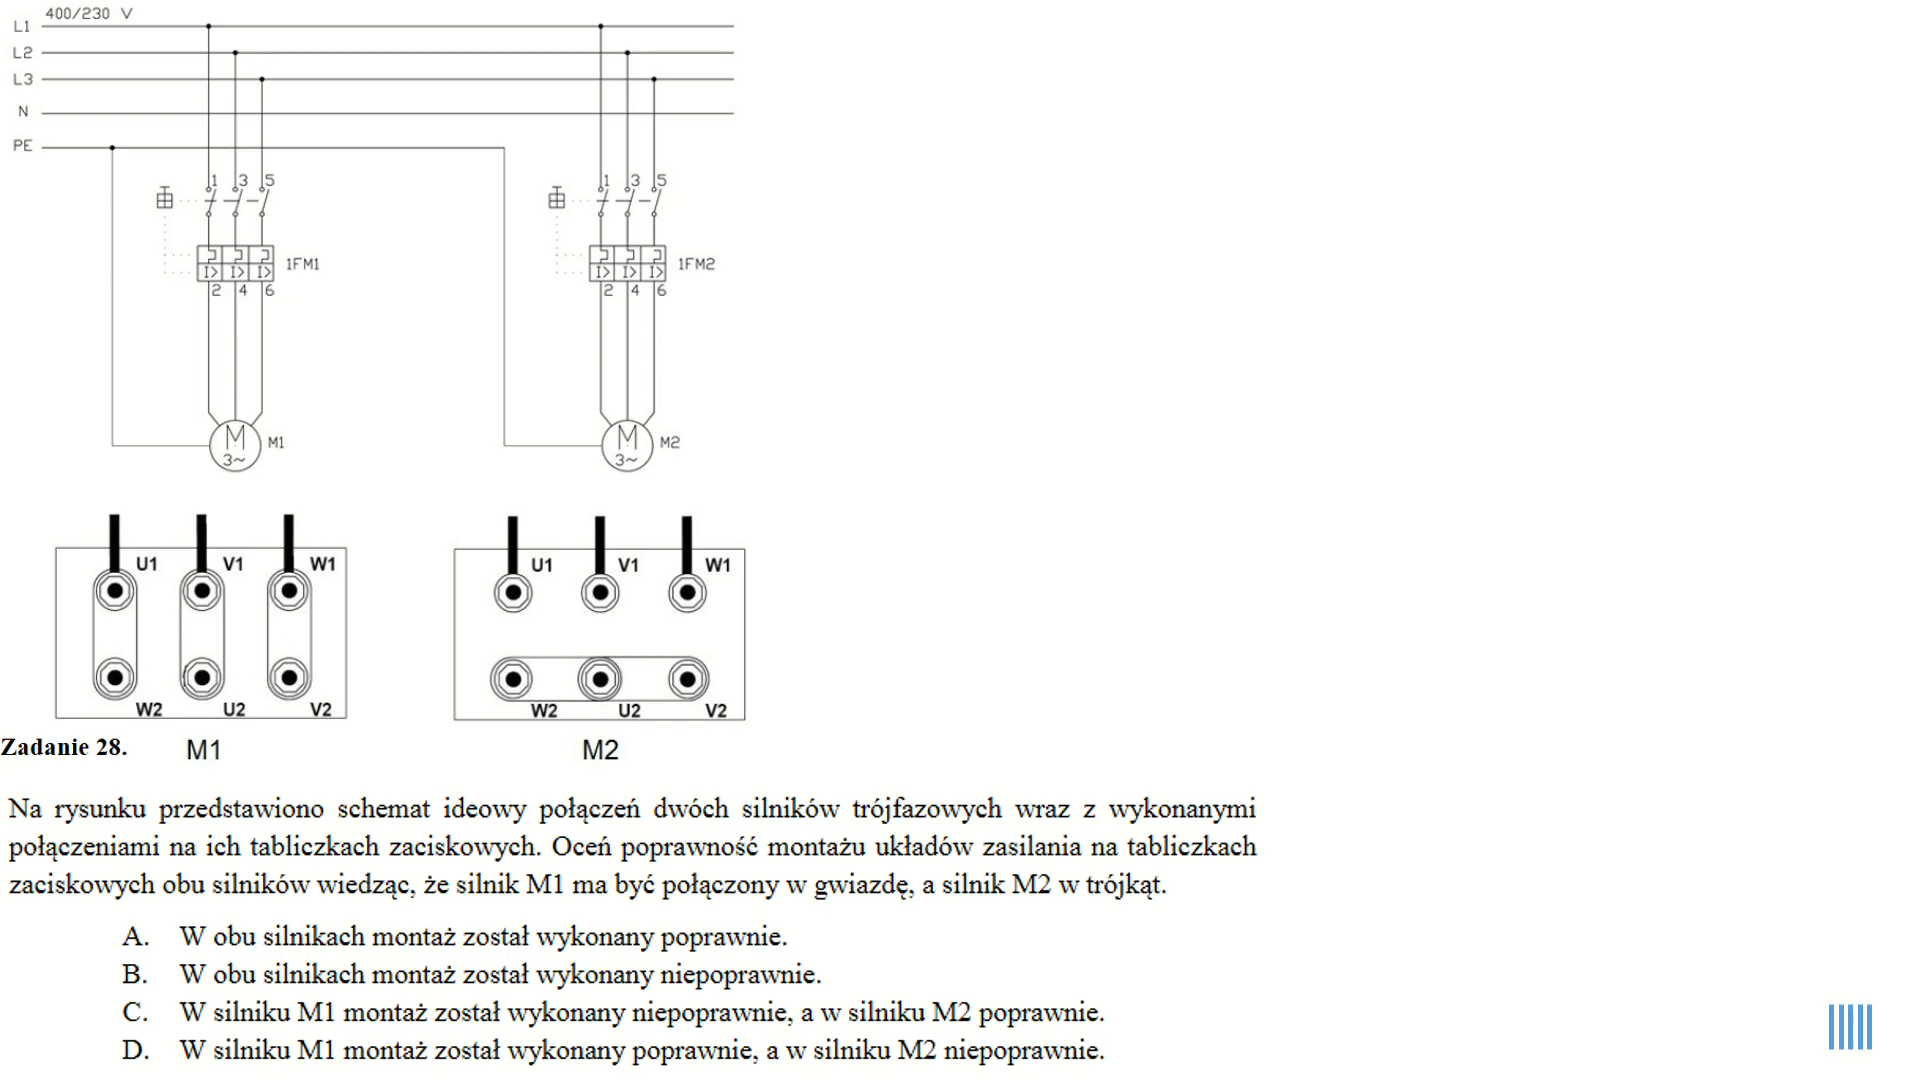 400/230 V
L1
L2
L3
N
PE
1 3 5
1 3 5
I> I> I>
1FM1
I> I> I>
1FM2
2 4 6
2 4 6
M
3~
M1
M
3~
M2
U1 V1 W1
U1 V1 W1
W2 U2 V2
W2 U2 V2
Zadanie 28.
M1
M2
Na rysunku przedstawiono schemat ideowy połączeń dwóch silników trójfazowych wraz z wykonanymi
połączeniami na ich tabliczkach zaciskowych. Oceń poprawność montażu układów zasilania na tabliczkach
zaciskowych obu silników wiedząc, że silnik M1 ma być połączony w gwiazdę, a silnik M2 w trójkąt.
A. W obu silnikach montaż został wykonany poprawnie.
B. W obu silnikach montaż został wykonany niepoprawnie.
C. W silniku M1 montaż został wykonany niepoprawnie, a w silniku M2 poprawnie.
D. W silniku M1 montaż został wykonany poprawnie, a w silniku M2 niepoprawnie.